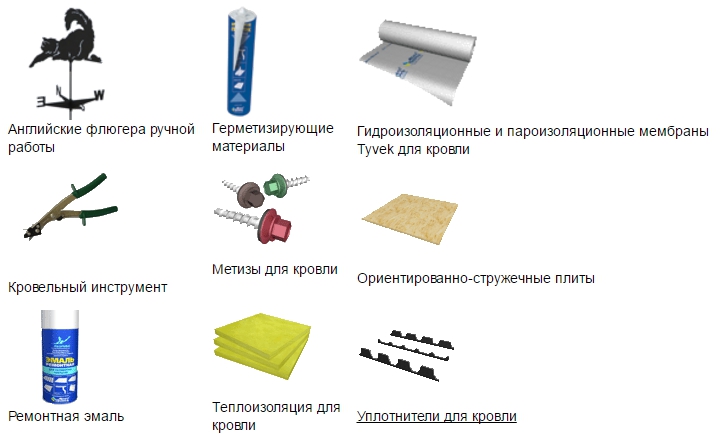 E W
Английские флюгера ручной
работы
Герметизирующие
материалы
Гидроизоляционные и пароизоляционные мембраны
Tyvek для кровли
Кровельный инструмент
Метизы для кровли
Ориентированно-стружечные плиты
ЭМАЛЬ
РЕМОНТНАЯ
Ремонтная эмаль
Теплоизоляция для
кровли
Уплотнители для кровли